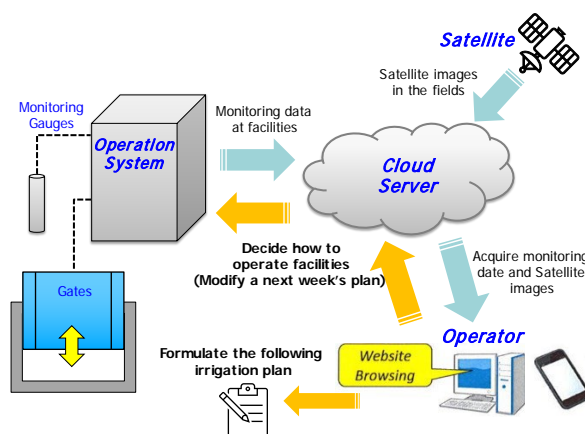 Satellite
Satellite images
in the fields
Monitoring
Gauges
Operation
System
Monitoring data
at facilities
Cloud
Server
Decide how to
operate facilities
(Modify a next week's plan)
Acquire monitoring
date and Satellite
images
Gates
Operator
Formulate the following
irrigation plan
Website
Browsing